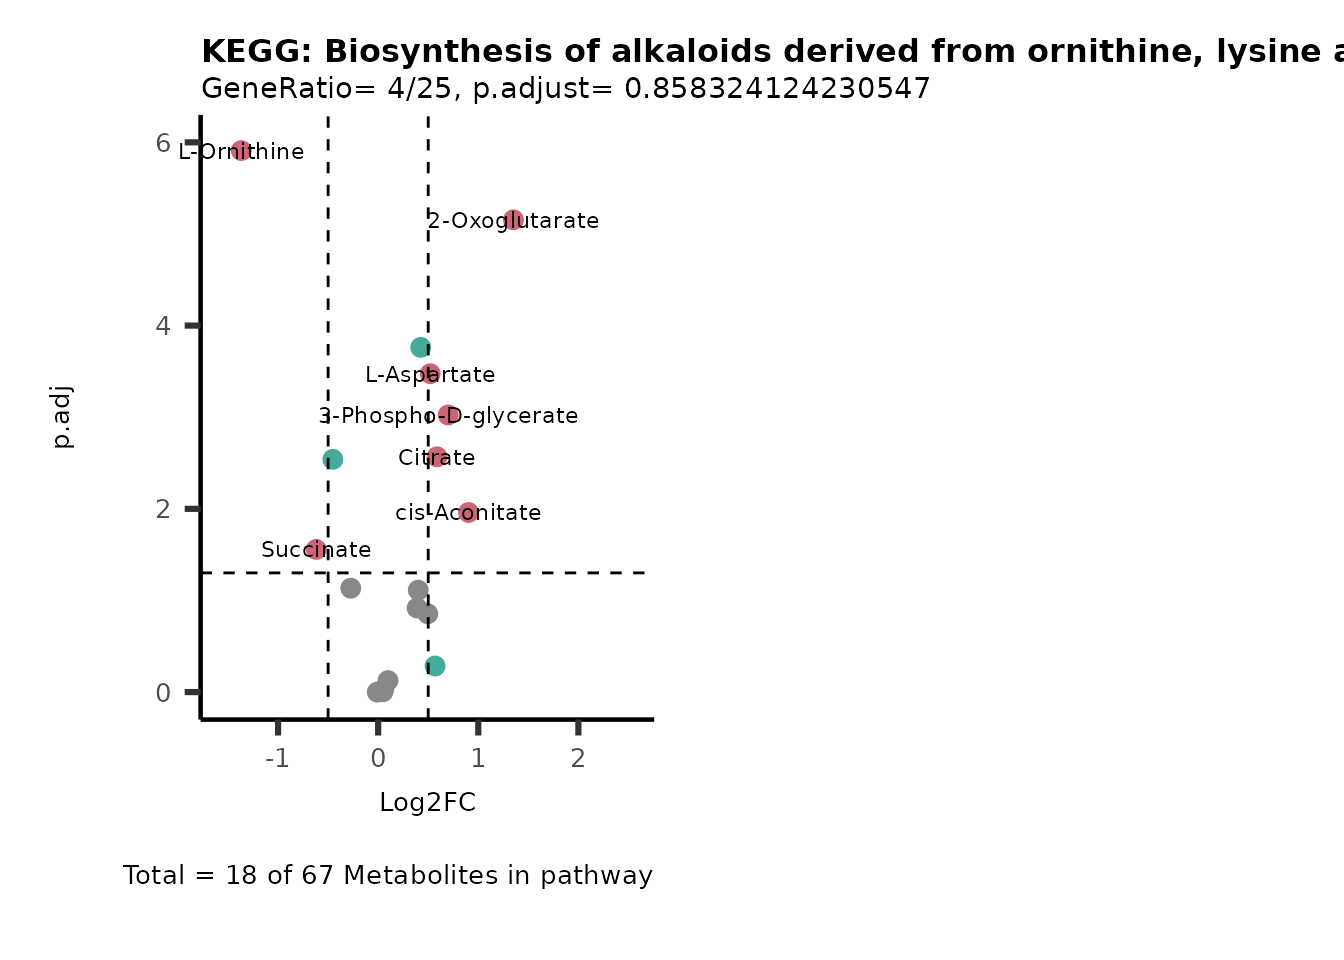 KEGG: Biosynthesis of alkaloids derived from ornithine, lysine a
GeneRatio= 4/25, p.adjust= 0.858324124230547
6
L-Ornithine
2-Oxoglutarate
4
L-Aspartate
3-Phospho-D-glycerate
Citrate
2
cis-Aconitate
Succinate
0
p.adj
-1 0 1 2
Log2FC
Total = 18 of 67 Metabolites in pathway